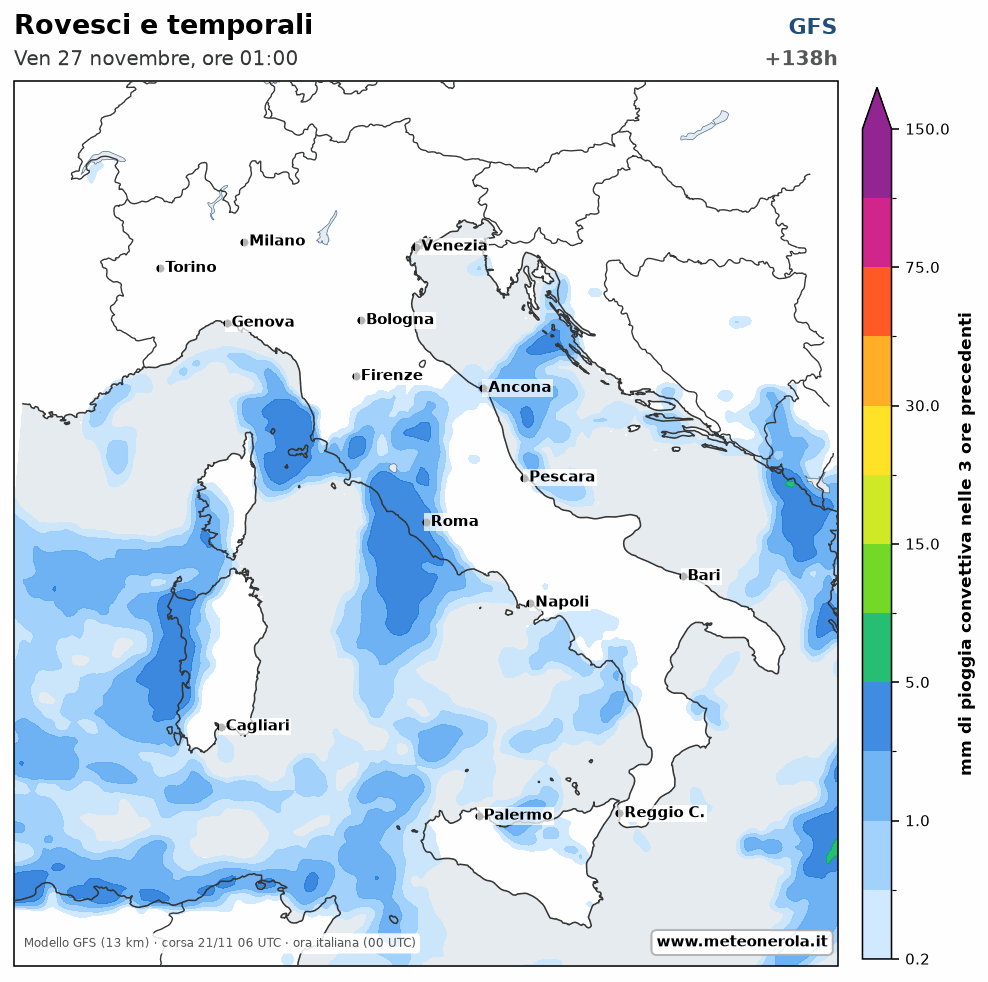 Rovesci e temporali
GFS
Ven 27 novembre, ore 01:00
+138h
150.0
75.0
30.0
15.0
5.0
1.0
0.2
mm di pioggia convettiva nelle 3 ore precedenti
Milano
Venezia
Torino
Genova
Bologna
Firenze
Ancona
Pescara
Roma
Bari
Napoli
Cagliari
Palermo
Reggio C.
Modello GFS (13 km) · corsa 21/11 06 UTC · ora italiana (00 UTC)
www.meteonerola.it